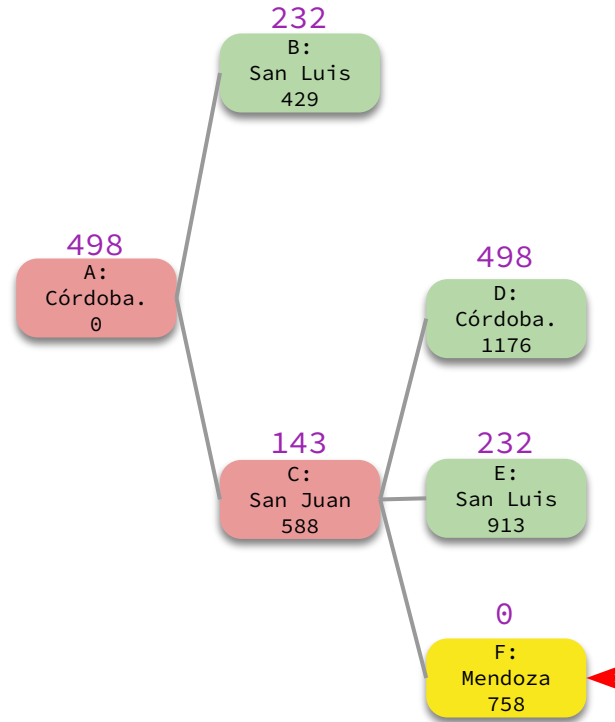 232
B:
San Luis
429
498
A:
Córdoba.
0
498
D:
Córdoba.
1176
143
C:
San Juan
588
232
E:
San Luis
913
0
F:
Mendoza
758